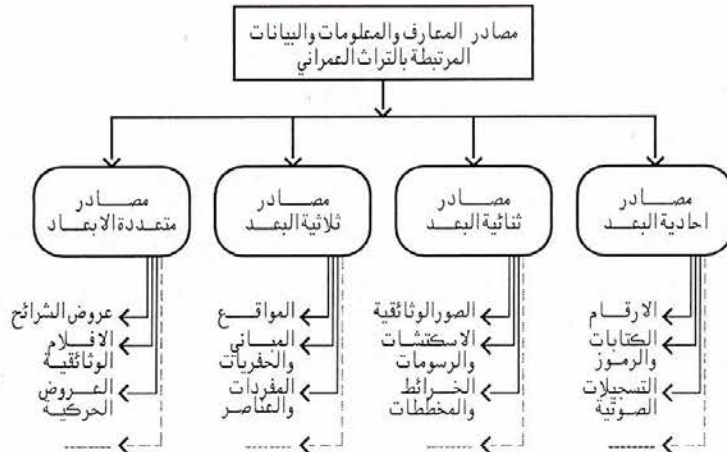 مصادر المعارف والمعلومات والبيانات
المرتبطة بالتراث العمراني
مصادر
احادية البعد
مصادر
ثنائية البعد
مصادر
ثلاثية البعد
مصادر
متعددة الابعاد
الارقام
الكتابات
والرموز
التسجيلات
الصوتية
الصور الوثائقية
الاسكتشات
والرسومات
الخرائط
والمخططات
المواقع
المباني
والحفريات
المفردات
والعناصر
عروض الشرائح
الافلام
الوثائقية
العروض
الحركية